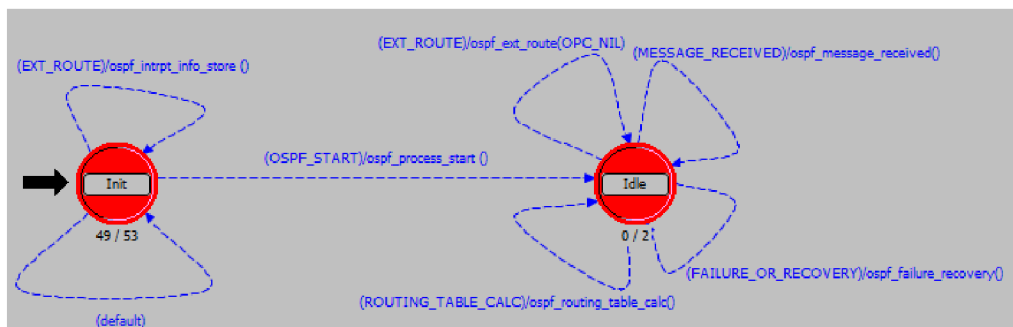 (EXT_ROUTE)/ospf_ext_route(OPC_NIL)
(MESSAGE_RECEIVED)/ospf_message_received()
(EXT_ROUTE)/ospf_intrpt_info_store ()
(OSPF_START)/ospf_process_start ()
Init
Idle
49 / 53
0 / 2
(FAILURE_OR_RECOVERY)/ospf_failure_recovery()
(ROUTING_TABLE_CALC)/ospf_routing_table_calc()
(default)